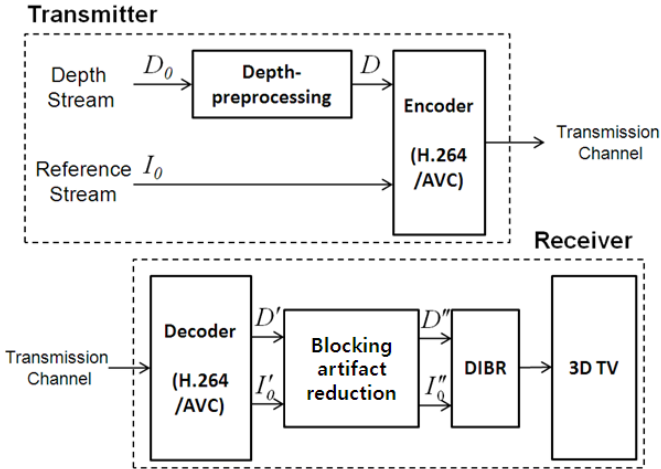 Transmitter
Depth
Stream
D₀
Depth-
preprocessing
D
Encoder
(H.264
/AVC)
Transmission
Channel
Reference
Stream
I₀
Receiver
Transmission
Channel
Decoder
(H.264
/AVC)
D′
I′₀
Blocking
artifact
reduction
D″
I″₀
DIBR
3D TV